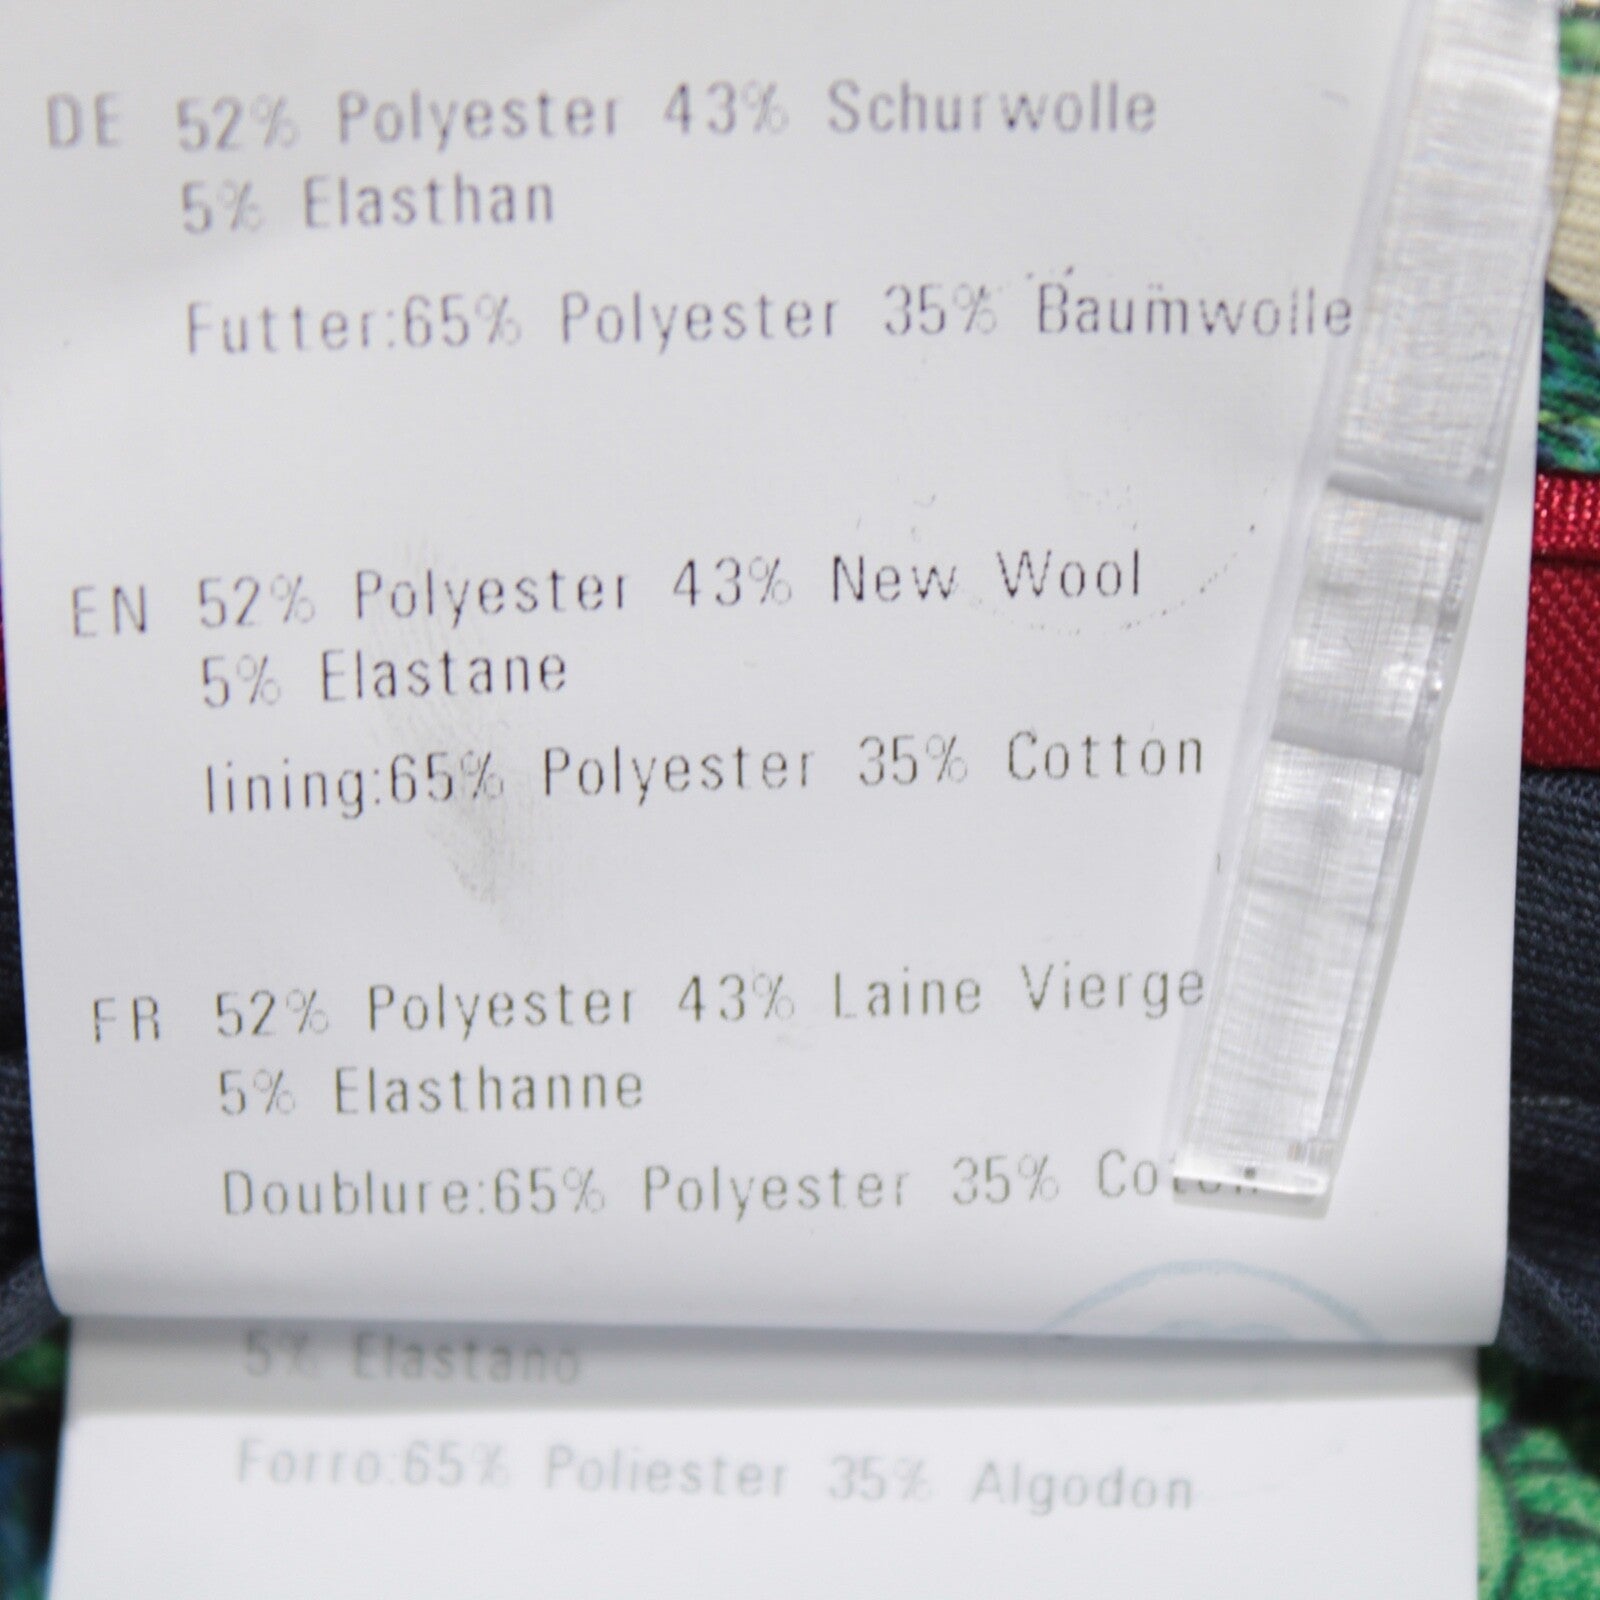 DE 52% Polyester 43% Schurwolle
5% Elasthan
Futter:65% Polyester 35% Baumwolle
EN 52% Polyester 43% New Wool
5% Elastane
lining:65% Polyester 35% Cotton
FR 52% Polyester 43% Laine Vierge
5% Elasthanne
Doublure:65% Polyester 35% Coton
5% Elastano
Forro:65% Poliester 35% Algodon